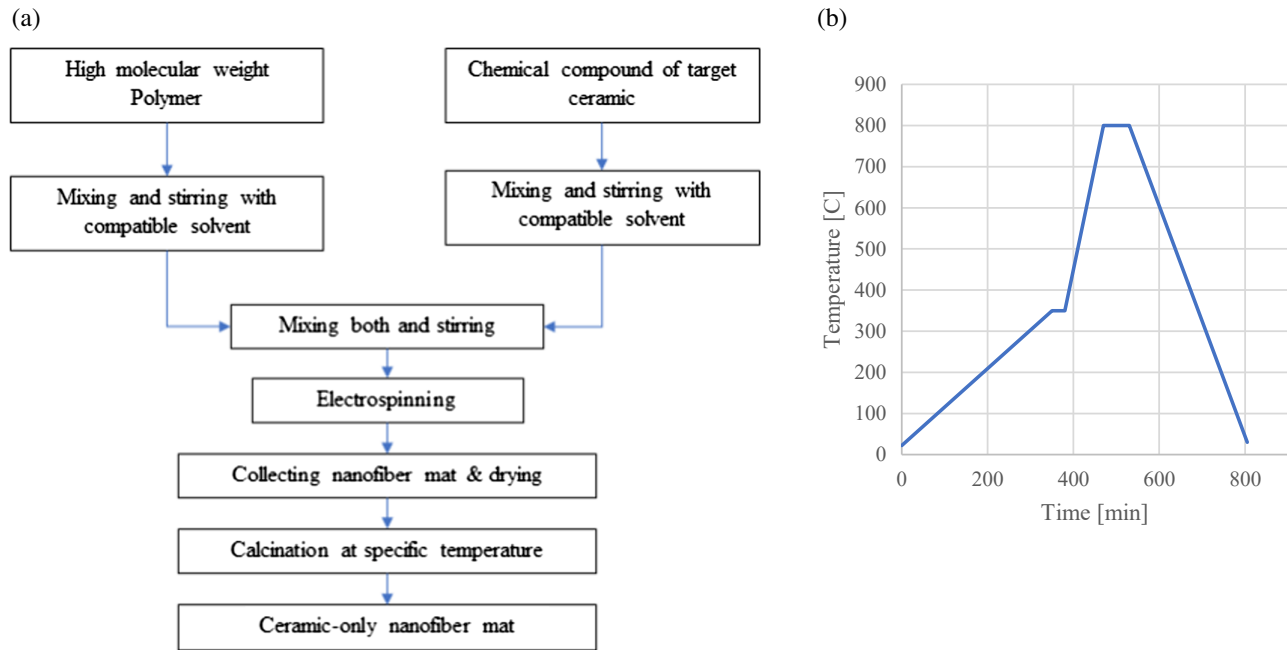 (a)
High molecular weight
Polymer
Chemical compound of target
ceramic
Mixing and stirring with
compatible solvent
Mixing and stirring with
compatible solvent
Mixing both and stirring
Electrospinning
Collecting nanofiber mat & drying
Calcination at specific temperature
Ceramic-only nanofiber mat
(b)
900
800
700
600
500
400
300
200
100
0
Temperature [C]
0 200 400 600 800
Time [min]